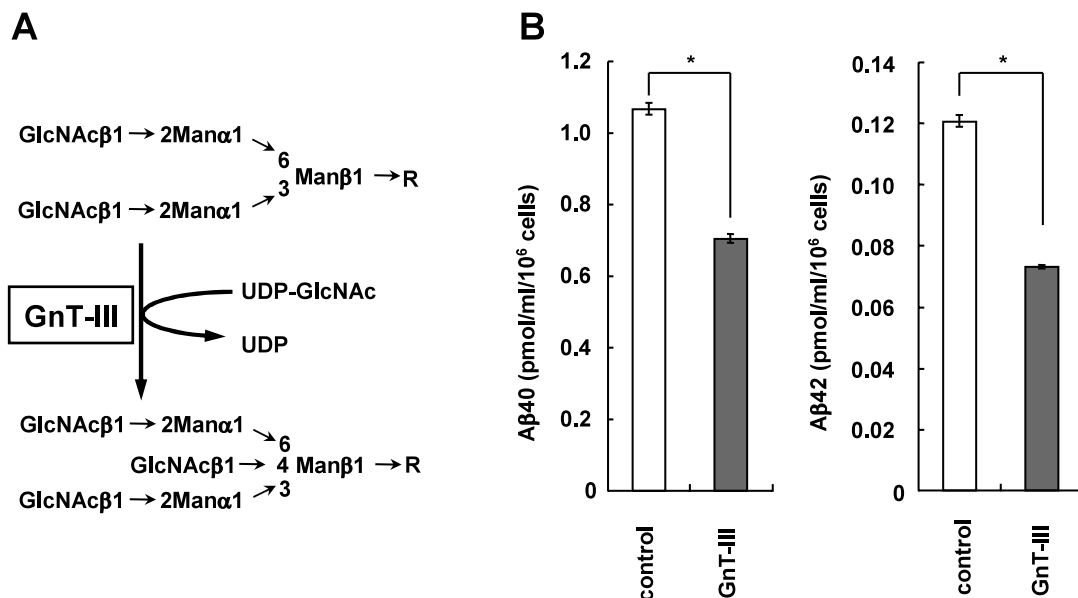 A
GlcNAcβ1→2Manα1
6
Manβ1→R
3
GlcNAcβ1→2Manα1
UDP-GlcNAc
GnT-III
UDP
GlcNAcβ1→2Manα1
6
GlcNAcβ1→4 Manβ1→R
3
GlcNAcβ1→2Manα1
B
Aβ40 (pmol/ml/10⁶ cells)
1.2
1.0
0.8
0.6
0.4
0.2
0
*
control
GnT-III
Aβ42 (pmol/ml/10⁶ cells)
0.14
0.12
0.10
0.08
0.06
0.04
0.02
0
*
control
GnT-III